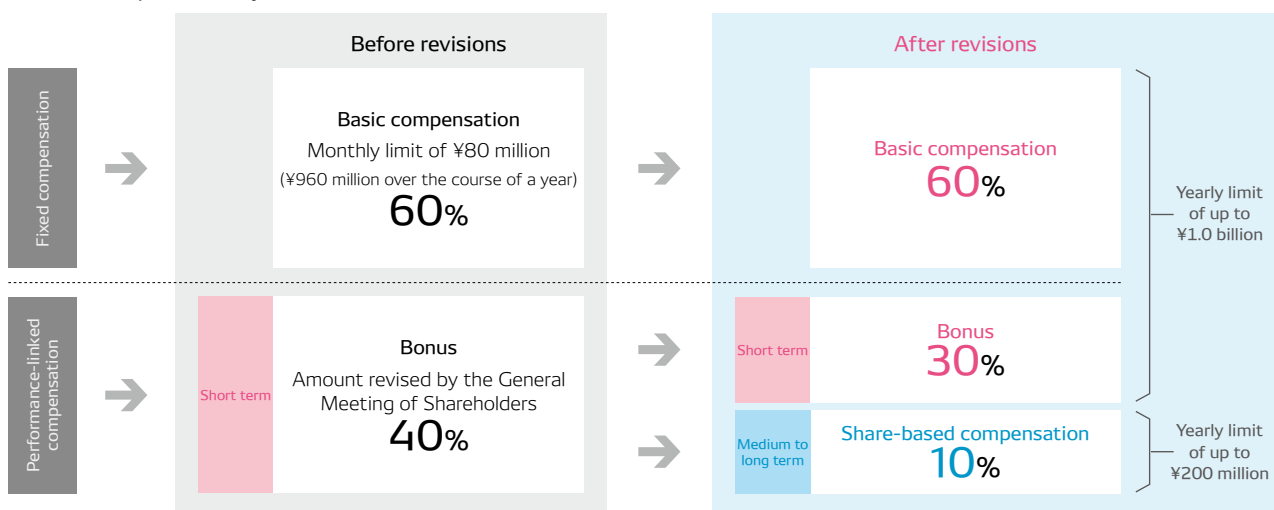 Before revisions
After revisions
Fixed compensation
Basic compensation
Monthly limit of ¥80 million
(¥960 million over the course of a year)
60%
Basic compensation
60%
Yearly limit
of up to
¥1.0 billion
Performance-linked
compensation
Short term
Bonus
Amount revised by the General
Meeting of Shareholders
40%
Short term
Bonus
30%
Medium to
long term
Share-based compensation
10%
Yearly limit
of up to
¥200 million